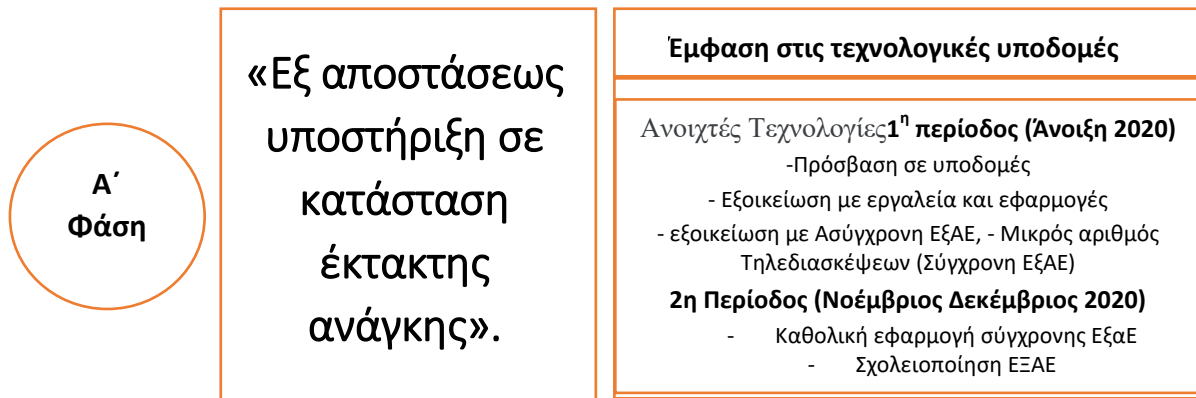 Α΄
Φάση
«Εξ αποστάσεως
υποστήριξη σε
κατάσταση
έκτακτης
ανάγκης».
Έμφαση στις τεχνολογικές υποδομές
Ανοιχτές Τεχνολογίες1η περίοδος (Άνοιξη 2020)
-Πρόσβαση σε υποδομές
- Εξοικείωση με εργαλεία και εφαρμογές
- εξοικείωση με Ασύγχρονη ΕξΑΕ, - Μικρός αριθμός
Τηλεδιασκέψεων (Σύγχρονη ΕξΑΕ)
2η Περίοδος (Νοέμβριος Δεκέμβριος 2020)
- Καθολική εφαρμογή σύγχρονης ΕξαΕ
- Σχολειοποίηση ΕΞΑΕ